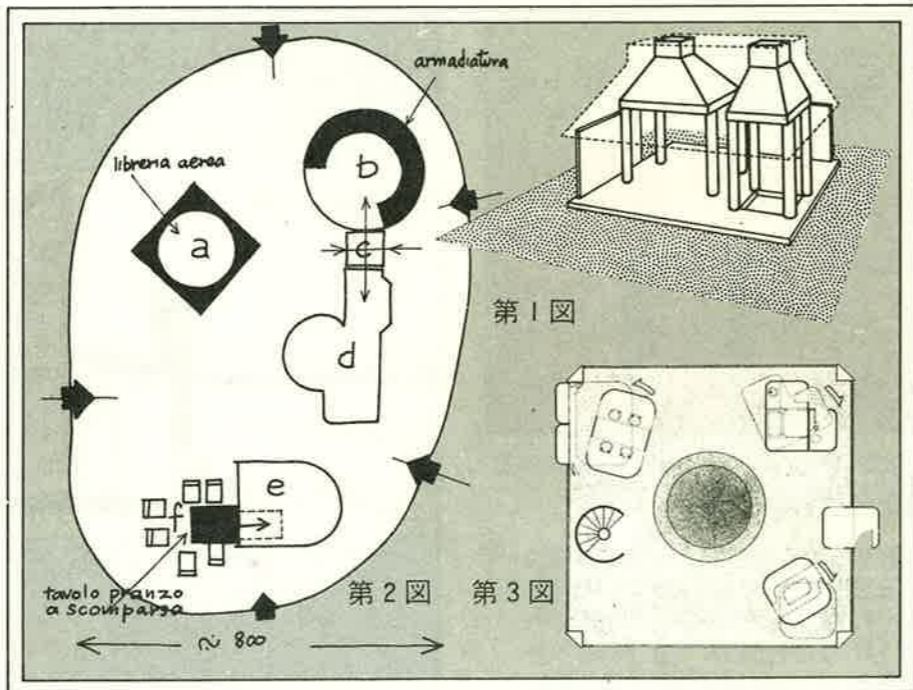 armadiatura
libreria aerea
b
a
c
d
第1図
e
f
tavolo pranzo
a scomparsa
第2図
第3図
~ 800